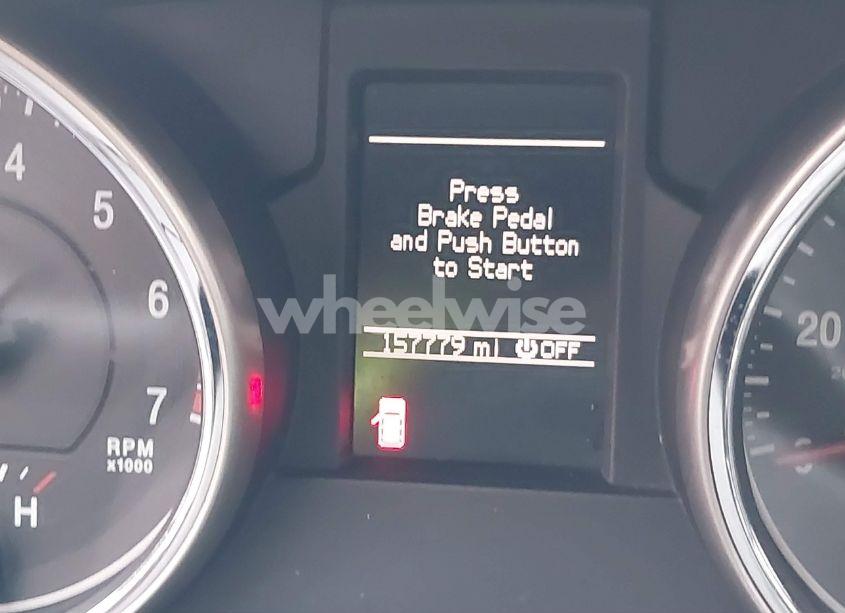 4
5
6
7
RPM
x1000
H
Press
Brake Pedal
and Push Button
to Start
wheelwise
157779 mi OFF
20